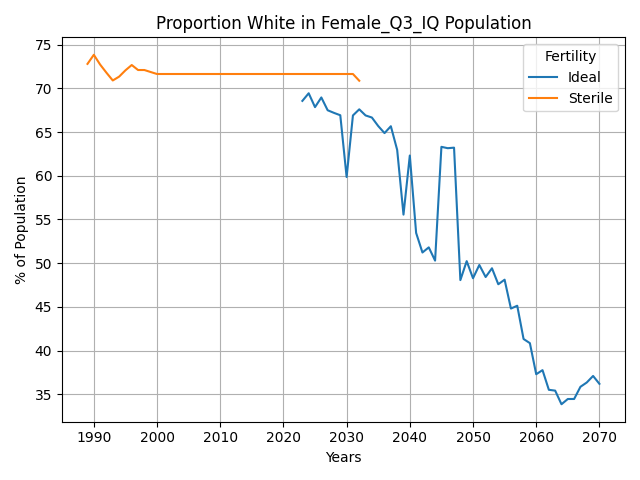 Proportion White in Female_Q3_IQ Population
% of Population
75
70
65
60
55
50
45
40
35
Fertility
Ideal
Sterile
1990 2000 2010 2020 2030 2040 2050 2060 2070
Years